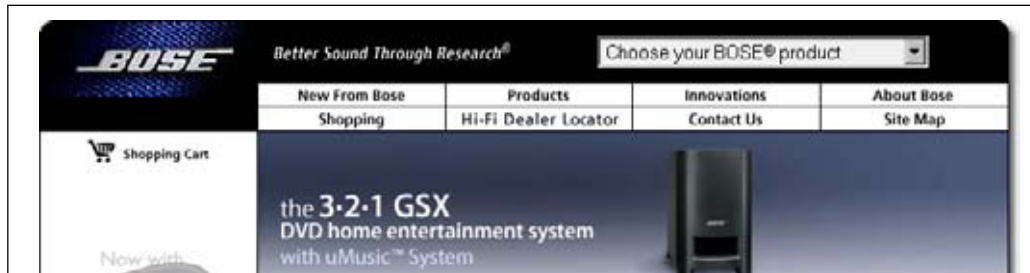 BOSE
Better Sound Through Research®
Choose your BOSE® product
New From Bose
Products
Innovations
About Bose
Shopping
Hi-Fi Dealer Locator
Contact Us
Site Map
Shopping Cart
the 3·2·1 GSX
DVD home entertainment system
with uMusic™ System
Now with